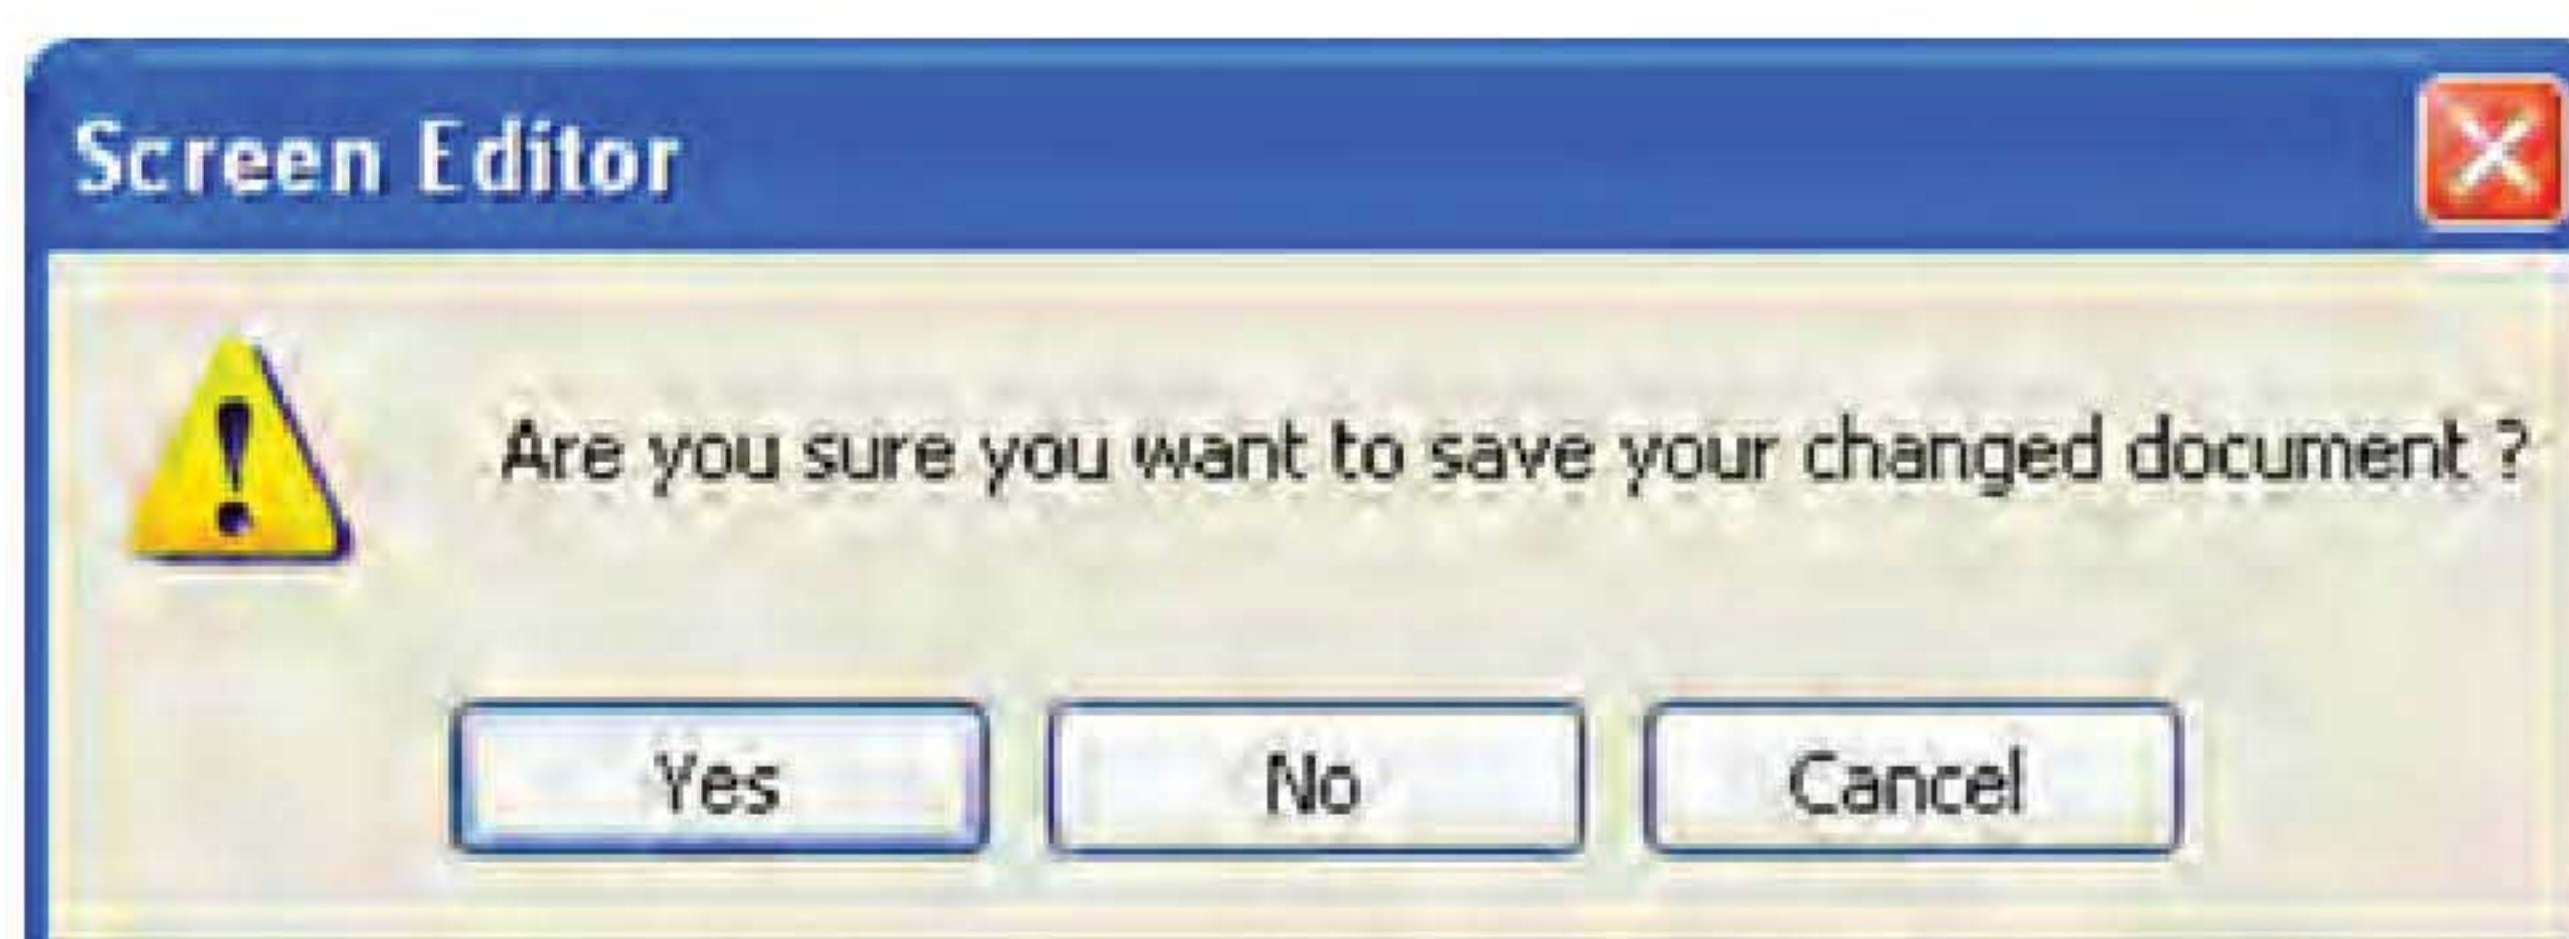 Screen Editor
Are you sure you want to save your changed document ?
Yes
No
Cancel